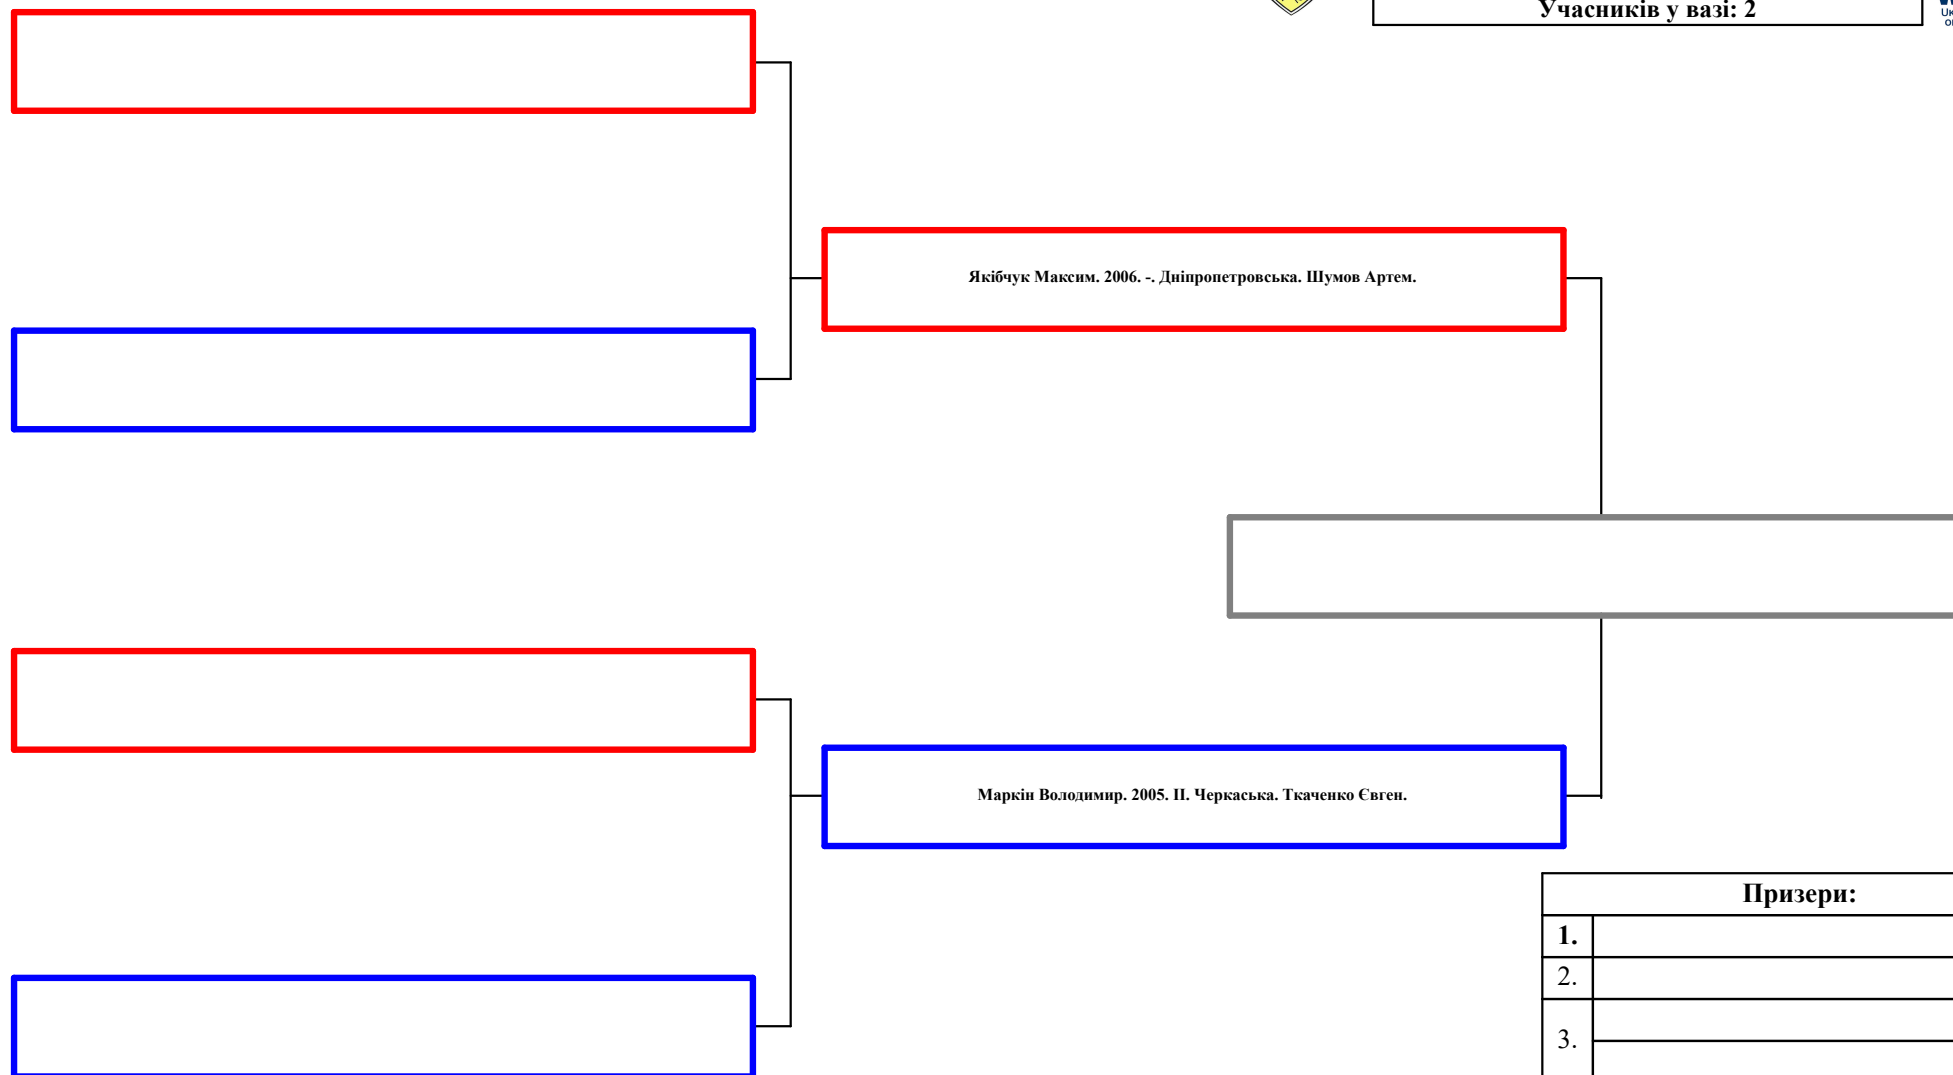 Учасників у вазі: 2
Якібчук Максим. 2006. -. Дніпропетровська. Шумов Артем.
Маркін Володимир. 2005. II. Черкаська. Ткаченко Євген.
Призери:
1.
2.
3.